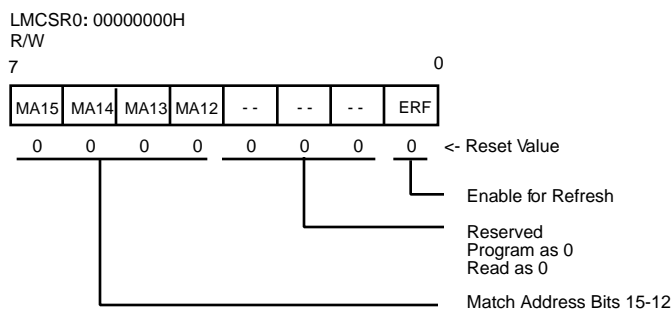 LMCSR0: 00000000H
R/W
7 0
MA15 MA14 MA13 MA12 - - - - - - ERF
0 0 0 0 0 0 0 0 <- Reset Value
Enable for Refresh
Reserved
Program as 0
Read as 0
Match Address Bits 15-12